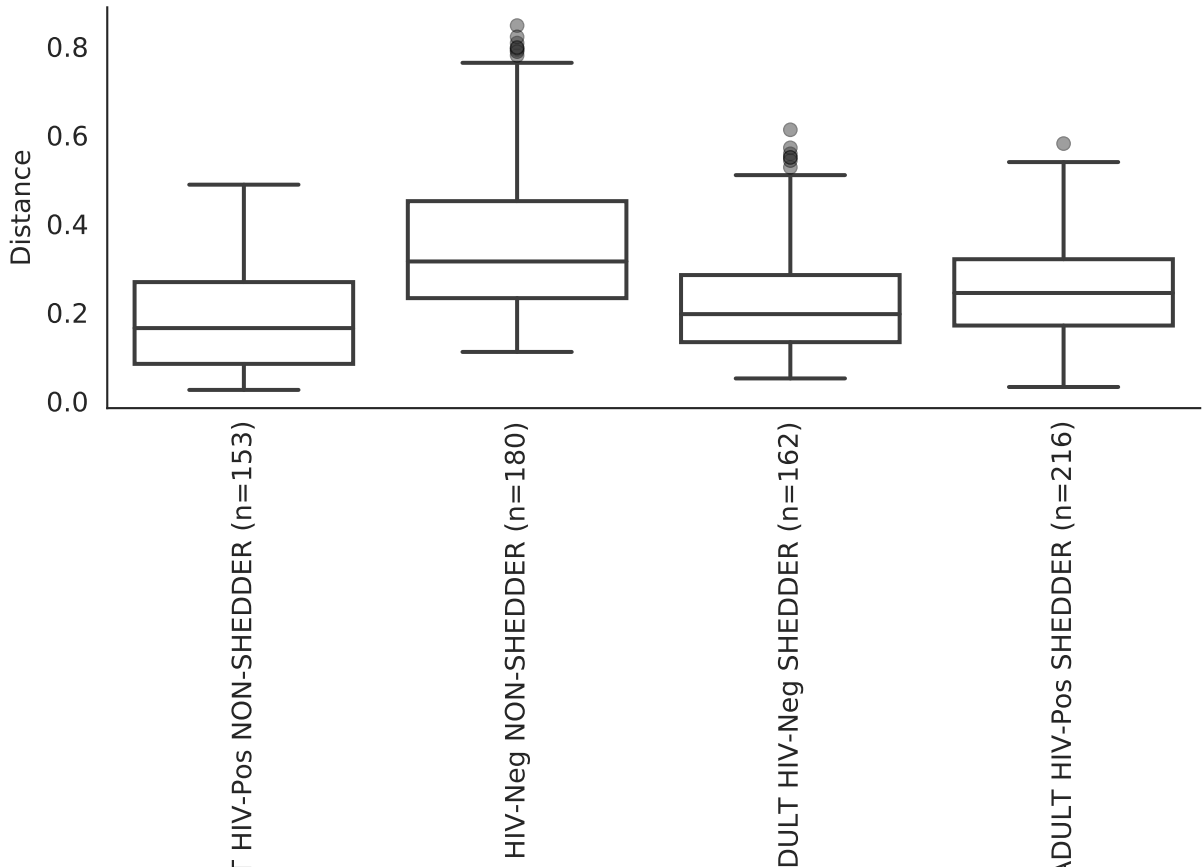 Distance
0.8
0.6
0.4
0.2
0.0
T HIV-Pos NON-SHEDDER (n=153)
HIV-Neg NON-SHEDDER (n=180)
DULT HIV-Neg SHEDDER (n=162)
ADULT HIV-Pos SHEDDER (n=216)